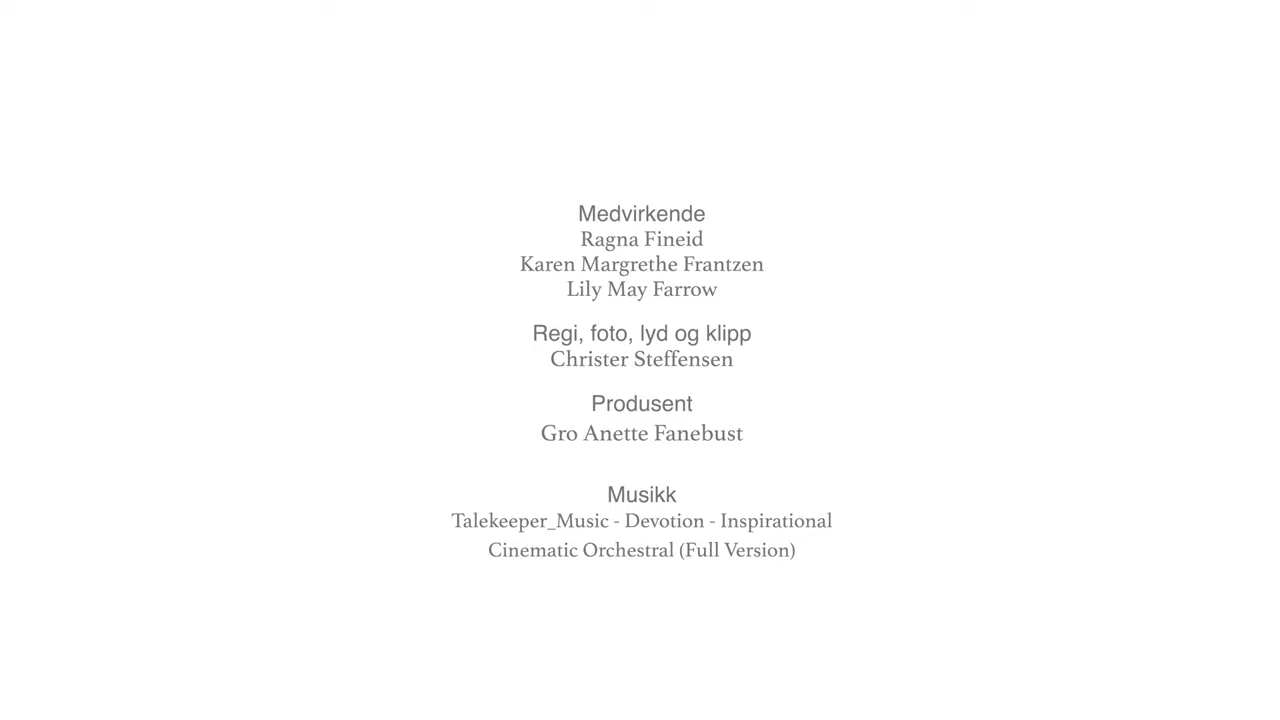 Medvirkende
Ragna Fineid
Karen Margrethe Frantzen
Lily May Farrow
Regi, foto, lyd og klipp
Christer Steffensen
Produsent
Gro Anette Fanebust
Musikk
Talekeeper_Music - Devotion - Inspirational
Cinematic Orchestral (Full Version)